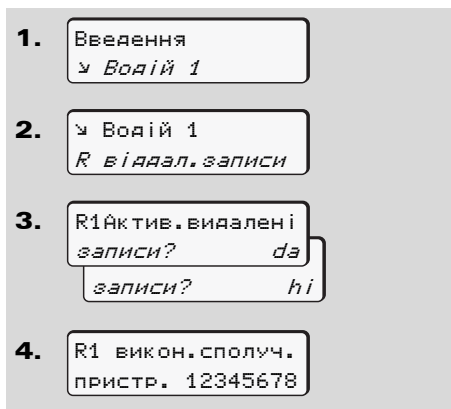 1. Введення
↘ Водій 1
2. ↘ Водій 1
R віддал.записи
3. R1Актив.видалені
записи? da
записи? hi
4. R1 викон.сполуч.
пристр. 12345678